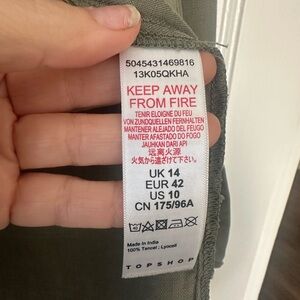 5045431469816
13K05QKHA
KEEP AWAY
FROM FIRE
TENIR ELOIGNE DU FEU
VON ZUNDQUELLEN FERNHALTEN
MANTENER ALEJADO DEL FUEGO
MANTER AFASTADO DO FOGO
JAUHKAN DARI API
远离火源
火気から遠ざけて下さい。
UK 14
EUR 42
US 10
CN 175/96A
Made in India
100% Tencel ; Lyocell
TOPSHOP